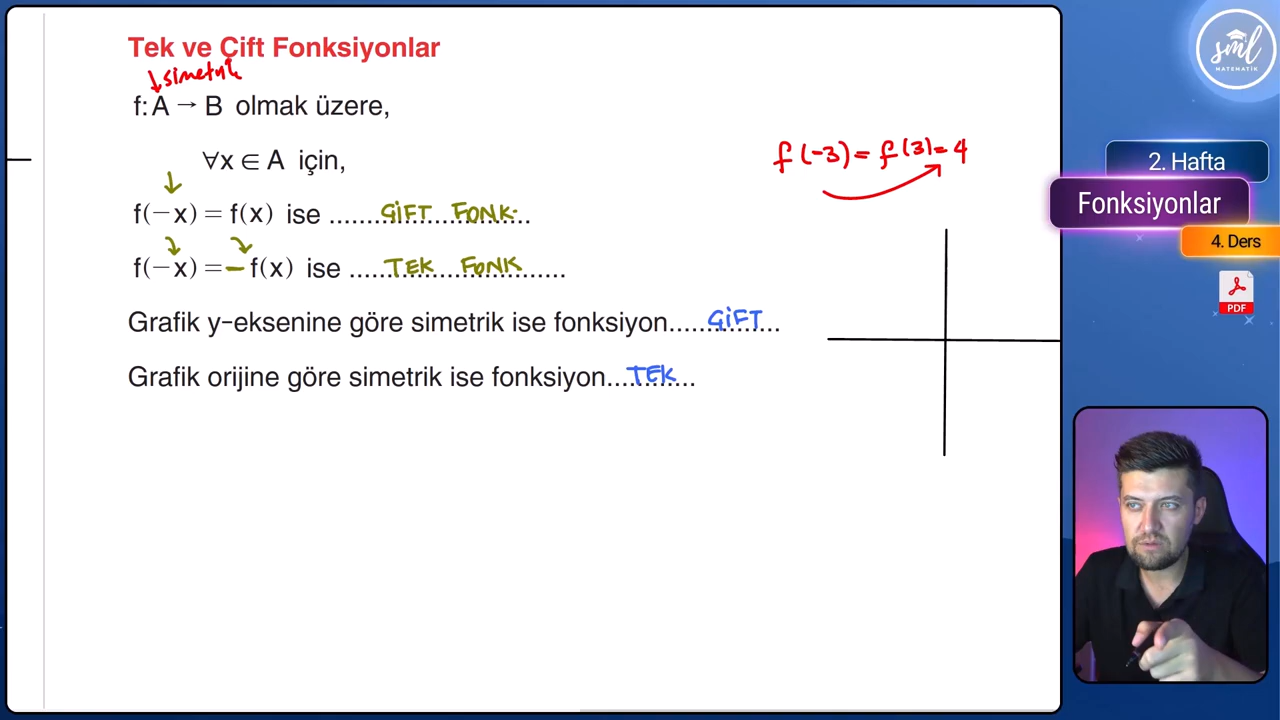 Tek ve Çift Fonksiyonlar
↓ simetrik
f: A → B olmak üzere,
∀x ∈ A için,
f(−x) = f(x) ise ........ÇİFT FONK.......
f(−x) = −f(x) ise ........TEK FONK.......
Grafik y-eksenine göre simetrik ise fonksiyon.....ÇİFT...
Grafik orijine göre simetrik ise fonksiyon...TEK...
f(-3) = f(3) = 4
sml
MATEMATİK
2. Hafta
Fonksiyonlar
4. Ders
PDF